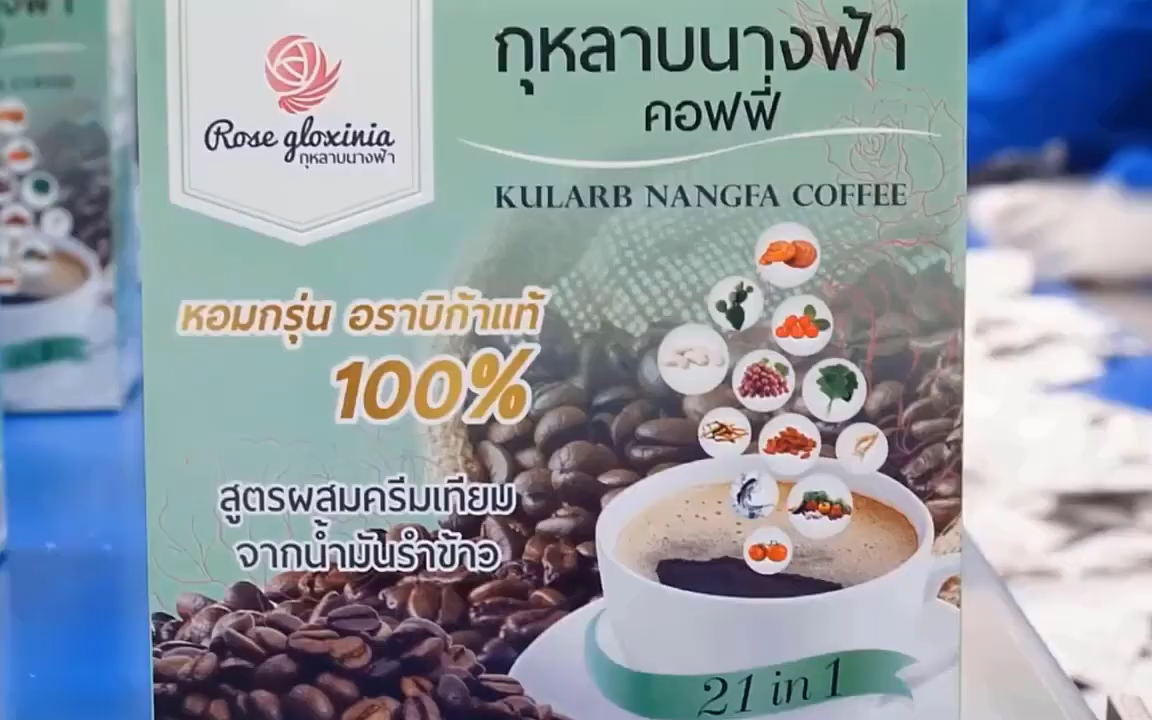 Rose gloxinia
กุหลาบนางฟ้า
กุหลาบนางฟ้า
คอฟฟี่
KULARB NANGFA COFFEE
หอมกรุ่น อราบิก้าแท้
100%
สูตรผสมครีมเทียม
จากน้ำมันรำข้าว
21 in 1